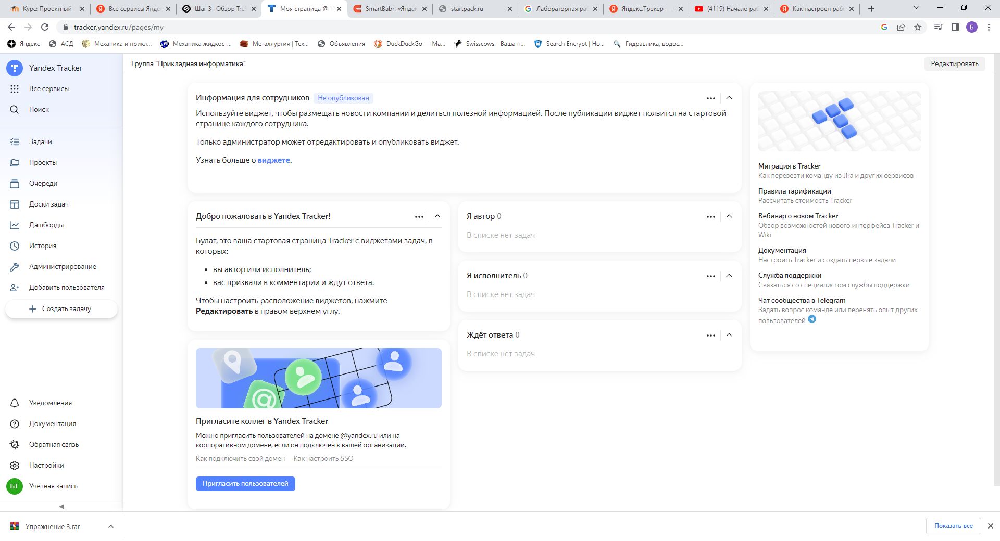 Курс: Проектный
Все сервисы Янде
Шаг 3 · Обзор Trel
Моя страница @
SmartBabr. «Яндек
startpack.ru
Лабораторная раб
Яндекс.Трекер —
(4119) Начало раб
Как настроен рабо
tracker.yandex.ru/pages/my
Б
Яндекс
АСД
Механика и прикл...
Механика жидкост...
Металлургия | Тех...
Объявления
DuckDuckGo — Ma...
Swisscows - Ваша п...
Search Encrypt | Ho...
Гидравлика, водос...
Yandex Tracker
Все сервисы
Поиск
Задачи
Проекты
Очереди
Доски задач
Дашборды
История
Администрирование
Добавить пользователя
Создать задачу
Уведомления
Документация
Обратная связь
Настройки
БТ
Учётная запись
Группа "Прикладная информатика"
Редактировать
Информация для сотрудников Не опубликован
Используйте виджет, чтобы размещать новости компании и делиться полезной информацией. После публикации виджет появится на стартовой
странице каждого сотрудника.
Только администратор может отредактировать и опубликовать виджет.
Узнать больше о виджете.
Добро пожаловать в Yandex Tracker!
Булат, это ваша стартовая страница Tracker с виджетами задач, в
которых:
• вы автор или исполнитель;
• вас призвали в комментарии и ждут ответа.
Чтобы настроить расположение виджетов, нажмите
Редактировать в правом верхнем углу.
@
Пригласите коллег в Yandex Tracker
Можно пригласить пользователей на домене @yandex.ru или на
корпоративном домене, если он подключен к вашей организации.
Как подключить свой домен Как настроить SSO
Пригласить пользователей
Я автор 0
В списке нет задач
Я исполнитель 0
В списке нет задач
Ждёт ответа 0
В списке нет задач
Миграция в Tracker
Как перевезти команду из Jira и других сервисов
Правила тарификации
Рассчитать стоимость Tracker
Вебинар о новом Tracker
Обзор возможностей нового интерфейса Tracker и
Wiki
Документация
Настроить Tracker и создать первые задачи
Служба поддержки
Связаться со специалистом службы поддержки
Чат сообщества в Telegram
Задать вопрос команде или перенять опыт других
пользователей
Упражнение 3.rar
Показать все